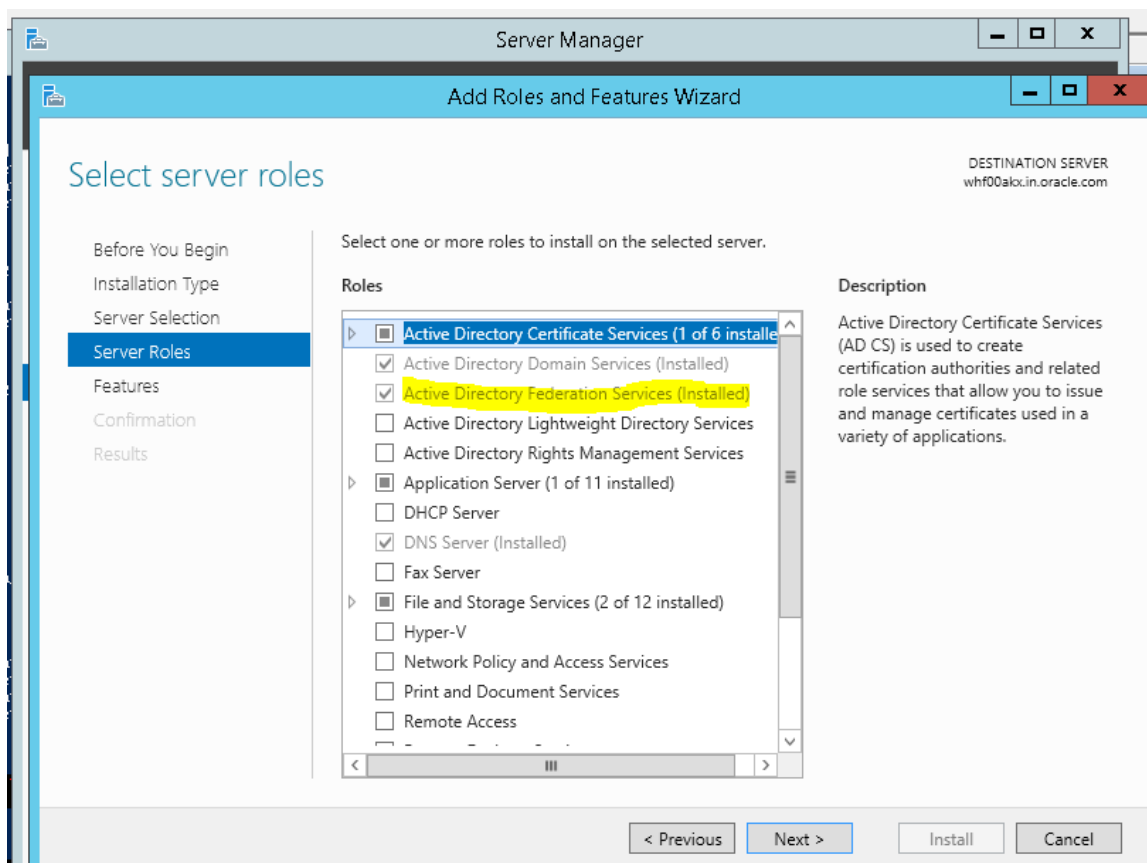 Server Manager
Add Roles and Features Wizard
Select server roles
DESTINATION SERVER
whf00akx.in.oracle.com
Before You Begin
Installation Type
Server Selection
Server Roles
Features
Confirmation
Results
Select one or more roles to install on the selected server.
Roles
Active Directory Certificate Services (1 of 6 installe
Active Directory Domain Services (Installed)
Active Directory Federation Services (Installed)
Active Directory Lightweight Directory Services
Active Directory Rights Management Services
Application Server (1 of 11 installed)
DHCP Server
DNS Server (Installed)
Fax Server
File and Storage Services (2 of 12 installed)
Hyper-V
Network Policy and Access Services
Print and Document Services
Remote Access
Description
Active Directory Certificate Services
(AD CS) is used to create
certification authorities and related
role services that allow you to issue
and manage certificates used in a
variety of applications.
< Previous
Next >
Install
Cancel